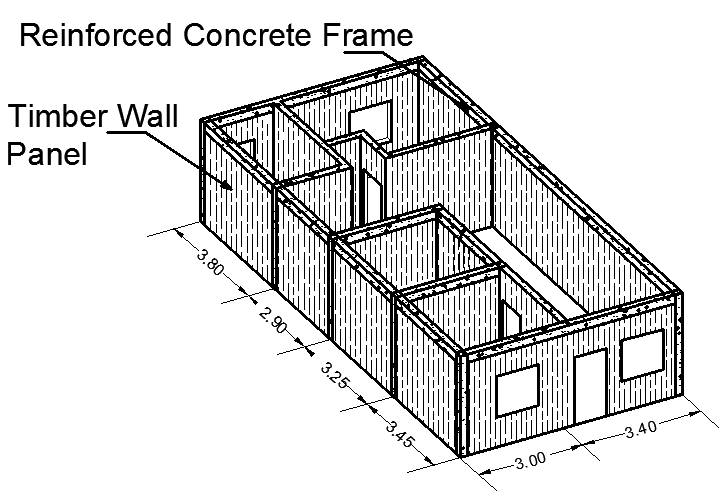 Reinforced Concrete Frame
Timber Wall
Panel
3.80
2.90
3.25
3.45
3.00
3.40